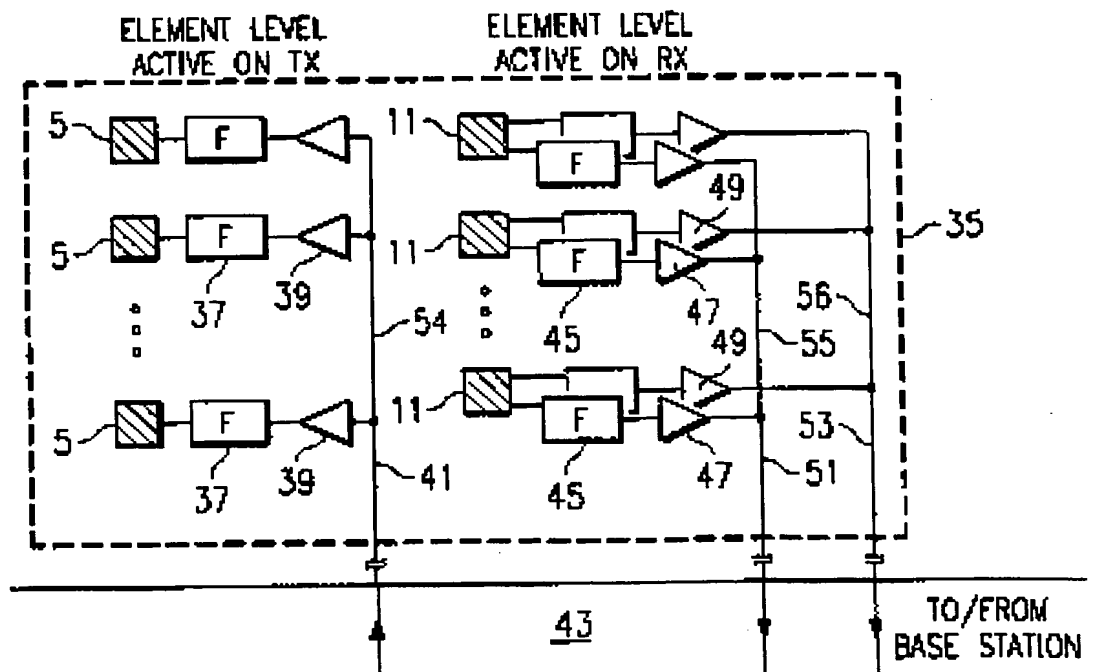 ELEMENT LEVEL
ACTIVE ON TX
ELEMENT LEVEL
ACTIVE ON RX
5
F
11
F
5
F
37
39
11
F
45
47
49
35
54
55
56
5
F
37
39
41
11
F
45
47
49
51
53
43
TO/FROM
BASE STATION